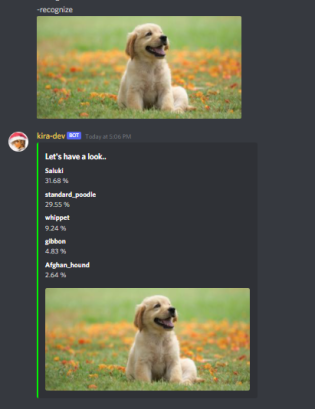 -recognize
kira-dev BOT Today at 5:06 PM
Let's have a look..
Saluki
31.68 %
standard_poodle
29.55 %
whippet
9.24 %
gibbon
4.83 %
Afghan_hound
2.64 %